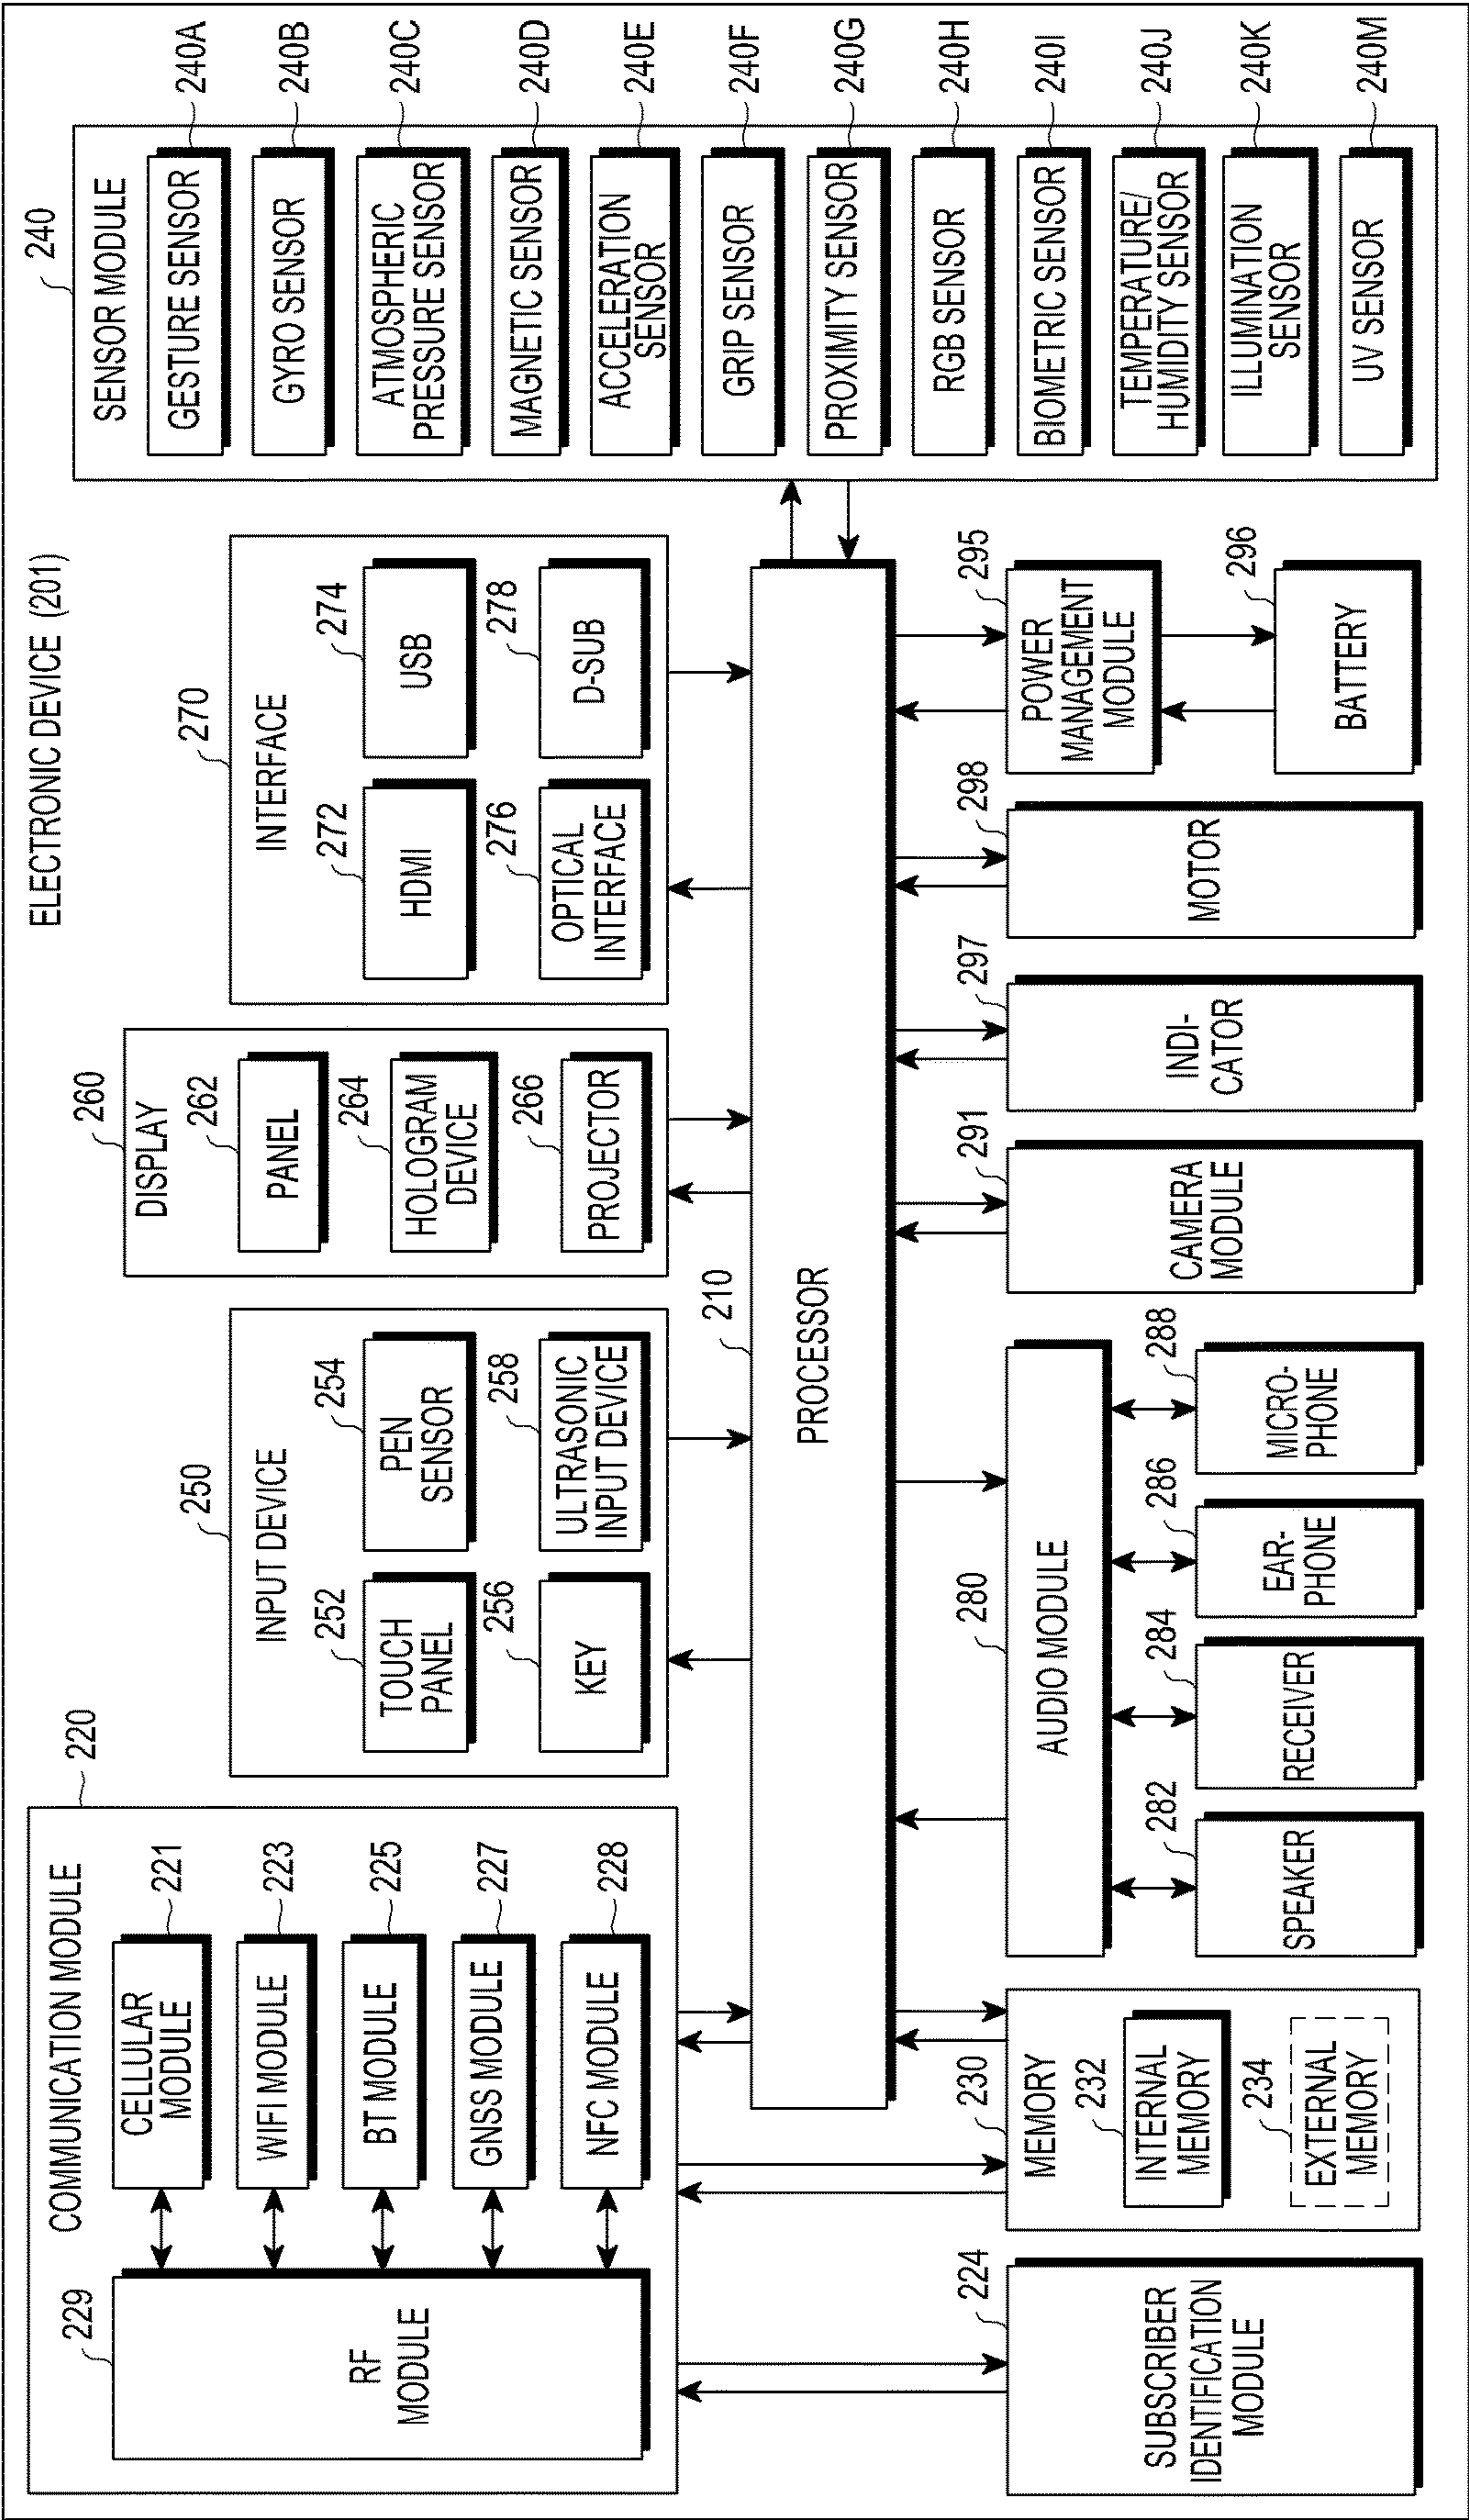 ELECTRONIC DEVICE (201)
220
COMMUNICATION MODULE
229
RF
MODULE
CELLULAR
MODULE
221
WIFI MODULE
223
BT MODULE
225
GNSS MODULE
227
NFC MODULE
228
250
INPUT DEVICE
252
TOUCH
PANEL
254
PEN
SENSOR
256
KEY
258
ULTRASONIC
INPUT DEVICE
260
DISPLAY
262
PANEL
264
HOLOGRAM
DEVICE
266
PROJECTOR
270
INTERFACE
272
HDMI
274
USB
276
OPTICAL
INTERFACE
278
D-SUB
240
SENSOR MODULE
GESTURE SENSOR
240A
GYRO SENSOR
240B
ATMOSPHERIC
PRESSURE SENSOR
240C
MAGNETIC SENSOR
240D
ACCELERATION
SENSOR
240E
GRIP SENSOR
240F
PROXIMITY SENSOR
240G
RGB SENSOR
240H
BIOMETRIC SENSOR
240I
TEMPERATURE/
HUMIDITY SENSOR
240J
ILLUMINATION
SENSOR
240K
UV SENSOR
240M
210
PROCESSOR
224
SUBSCRIBER
IDENTIFICATION
MODULE
230
MEMORY
232
INTERNAL
MEMORY
234
EXTERNAL
MEMORY
280
AUDIO MODULE
282
SPEAKER
284
RECEIVER
286
EAR-
PHONE
288
MICRO-
PHONE
291
CAMERA
MODULE
297
INDI-
CATOR
298
MOTOR
295
POWER
MANAGEMENT
MODULE
296
BATTERY